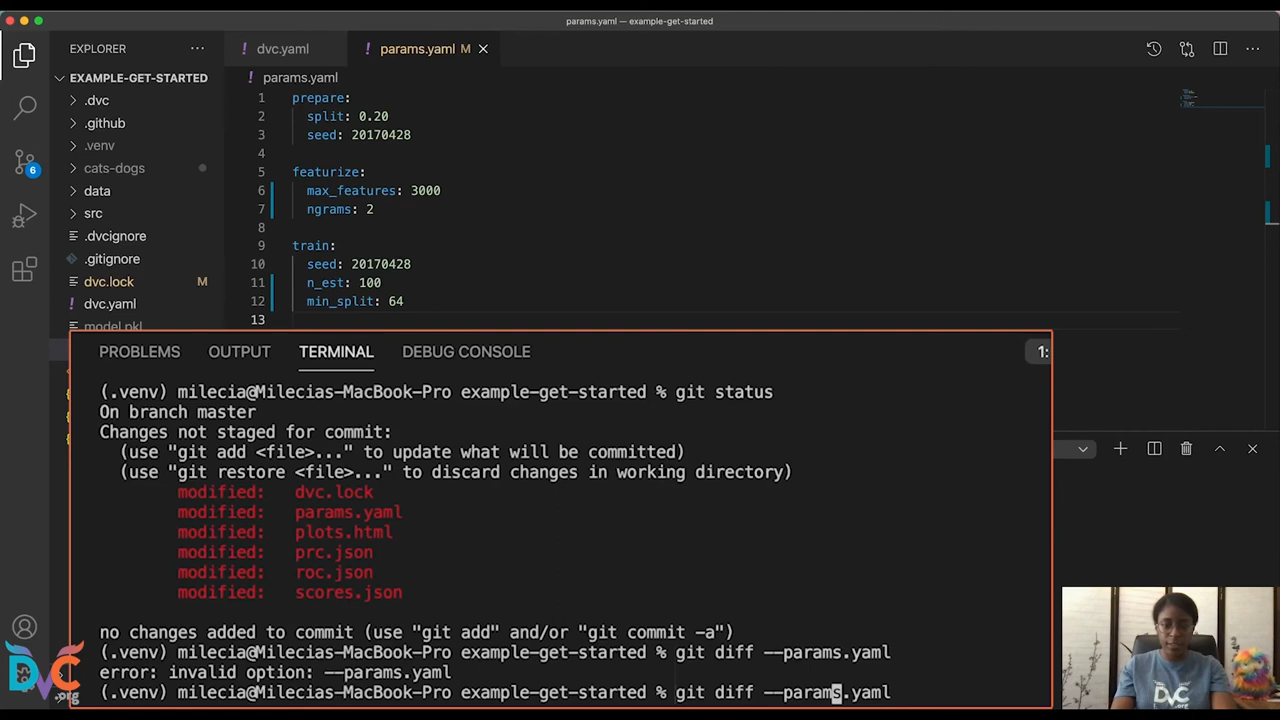 params.yaml — example-get-started
EXPLORER
dvc.yaml
params.yaml M
EXAMPLE-GET-STARTED
params.yaml
.dvc
.github
.venv
cats-dogs
data
src
.dvcignore
.gitignore
dvc.lock M
dvc.yaml
model.pkl
6
1 prepare:
2 split: 0.20
3 seed: 20170428
4
5 featurize:
6 max_features: 3000
7 ngrams: 2
8
9 train:
10 seed: 20170428
11 n_est: 100
12 min_split: 64
13
PROBLEMS OUTPUT TERMINAL DEBUG CONSOLE 1:
(.venv) milecia@Milecias-MacBook-Pro example-get-started % git status
On branch master
Changes not staged for commit:
(use "git add <file>..." to update what will be committed)
(use "git restore <file>..." to discard changes in working directory)
modified: dvc.lock
modified: params.yaml
modified: plots.html
modified: prc.json
modified: roc.json
modified: scores.json
no changes added to commit (use "git add" and/or "git commit -a")
(.venv) milecia@Milecias-MacBook-Pro example-get-started % git diff --params.yaml
error: invalid option: --params.yaml
(.venv) milecia@Milecias-MacBook-Pro example-get-started % git diff --params.yaml
DVC
.org
DVC
.org